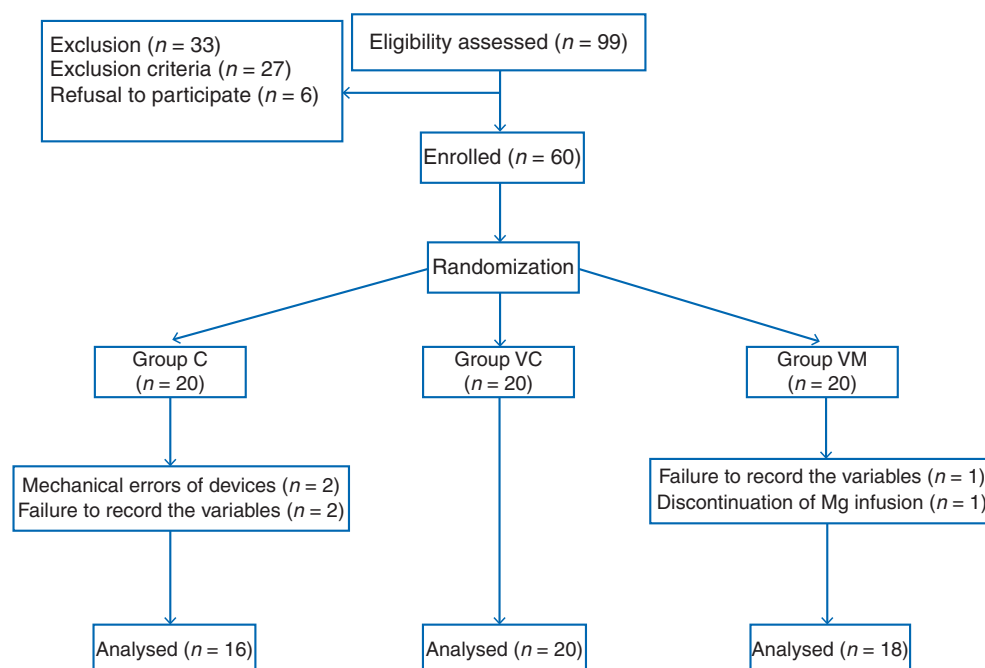 Eligibility assessed (n = 99)
Exclusion (n = 33)
Exclusion criteria (n = 27)
Refusal to participate (n = 6)
Enrolled (n = 60)
Randomization
Group C
(n = 20)
Group VC
(n = 20)
Group VM
(n = 20)
Mechanical errors of devices (n = 2)
Failure to record the variables (n = 2)
Failure to record the variables (n = 1)
Discontinuation of Mg infusion (n = 1)
Analysed (n = 16)
Analysed (n = 20)
Analysed (n = 18)